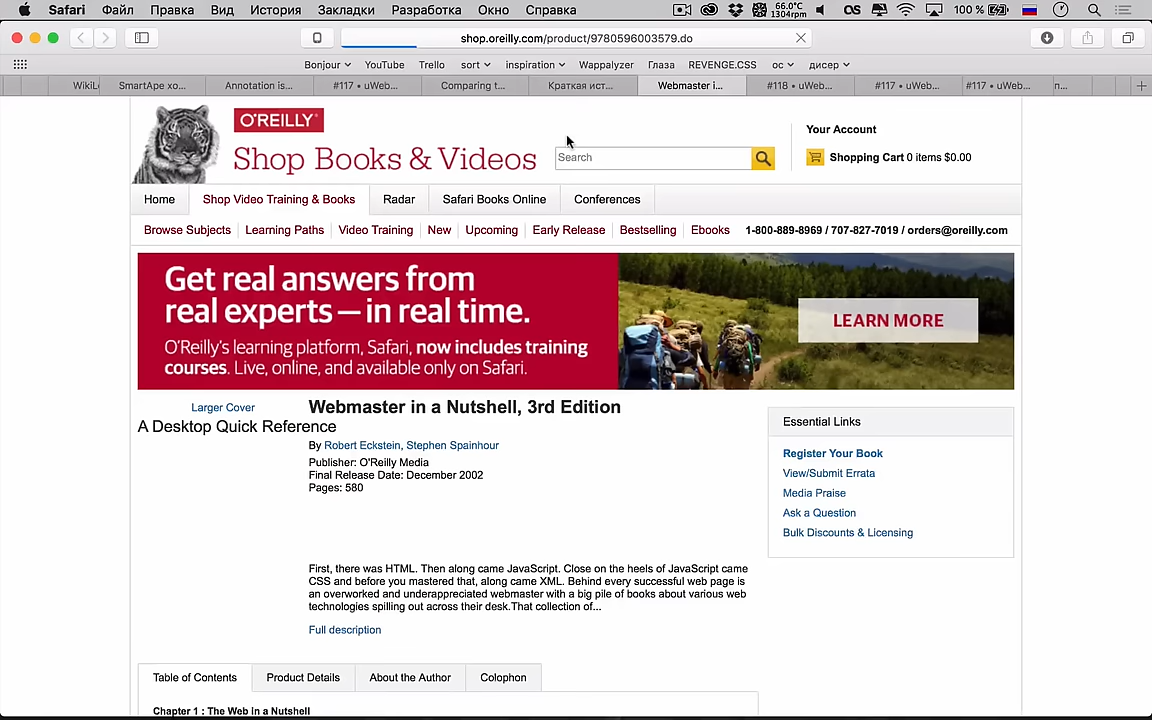 Safari Файл Правка Вид История Закладки Разработка Окно Справка 66.0°C 1304rpm 100 %
shop.oreilly.com/product/9780596003579.do
Bonjour YouTube Trello sort inspiration Wappalyzer Глаза REVENGE.CSS ос дисер
WikiL SmartApe хо... Annotation is... #117 • uWeb... Comparing t... Краткая ист... Webmaster i... #118 • uWeb... #117 • uWeb... #117 • uWeb... п...
O'REILLY®
Shop Books & Videos
Search
Your Account
Shopping Cart 0 items $0.00
Home Shop Video Training & Books Radar Safari Books Online Conferences
Browse Subjects Learning Paths Video Training New Upcoming Early Release Bestselling Ebooks 1-800-889-8969 / 707-827-7019 / orders@oreilly.com
Get real answers from
real experts — in real time.
O'Reilly's learning platform, Safari, now includes training
courses. Live, online, and available only on Safari.
LEARN MORE
Larger Cover
Webmaster in a Nutshell, 3rd Edition
A Desktop Quick Reference
By Robert Eckstein, Stephen Spainhour
Publisher: O'Reilly Media
Final Release Date: December 2002
Pages: 580
Essential Links
Register Your Book
View/Submit Errata
Media Praise
Ask a Question
Bulk Discounts & Licensing
First, there was HTML. Then along came JavaScript. Close on the heels of JavaScript came
CSS and before you mastered that, along came XML. Behind every successful web page is
an overworked and underappreciated webmaster with a big pile of books about various web
technologies spilling out across their desk.That collection of...
Full description
Table of Contents Product Details About the Author Colophon
Chapter 1 : The Web in a Nutshell